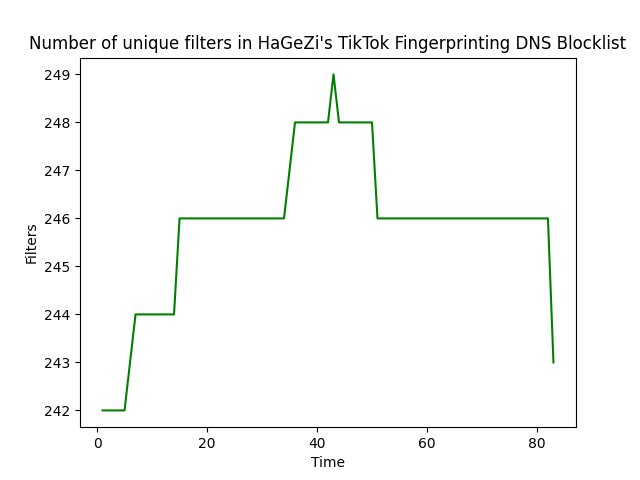 Number of unique filters in HaGeZi's TikTok Fingerprinting DNS Blocklist
249
248
247
246
245
244
243
242
Filters
0 20 40 60 80
Time